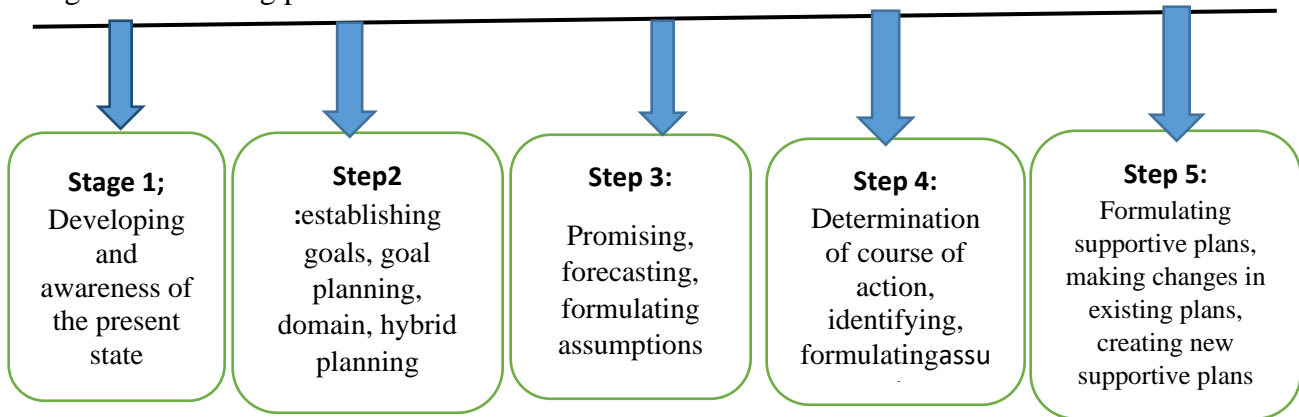 Stage 1;
Developing
and
awareness of
the present
state
Step2
:establishing
goals, goal
planning,
domain, hybrid
planning
Step 3:
Promising,
forecasting,
formulating
assumptions
Step 4:
Determination
of course of
action,
identifying,
formulatingassu
Step 5:
Formulating
supportive plans,
making changes in
existing plans,
creating new
supportive plans